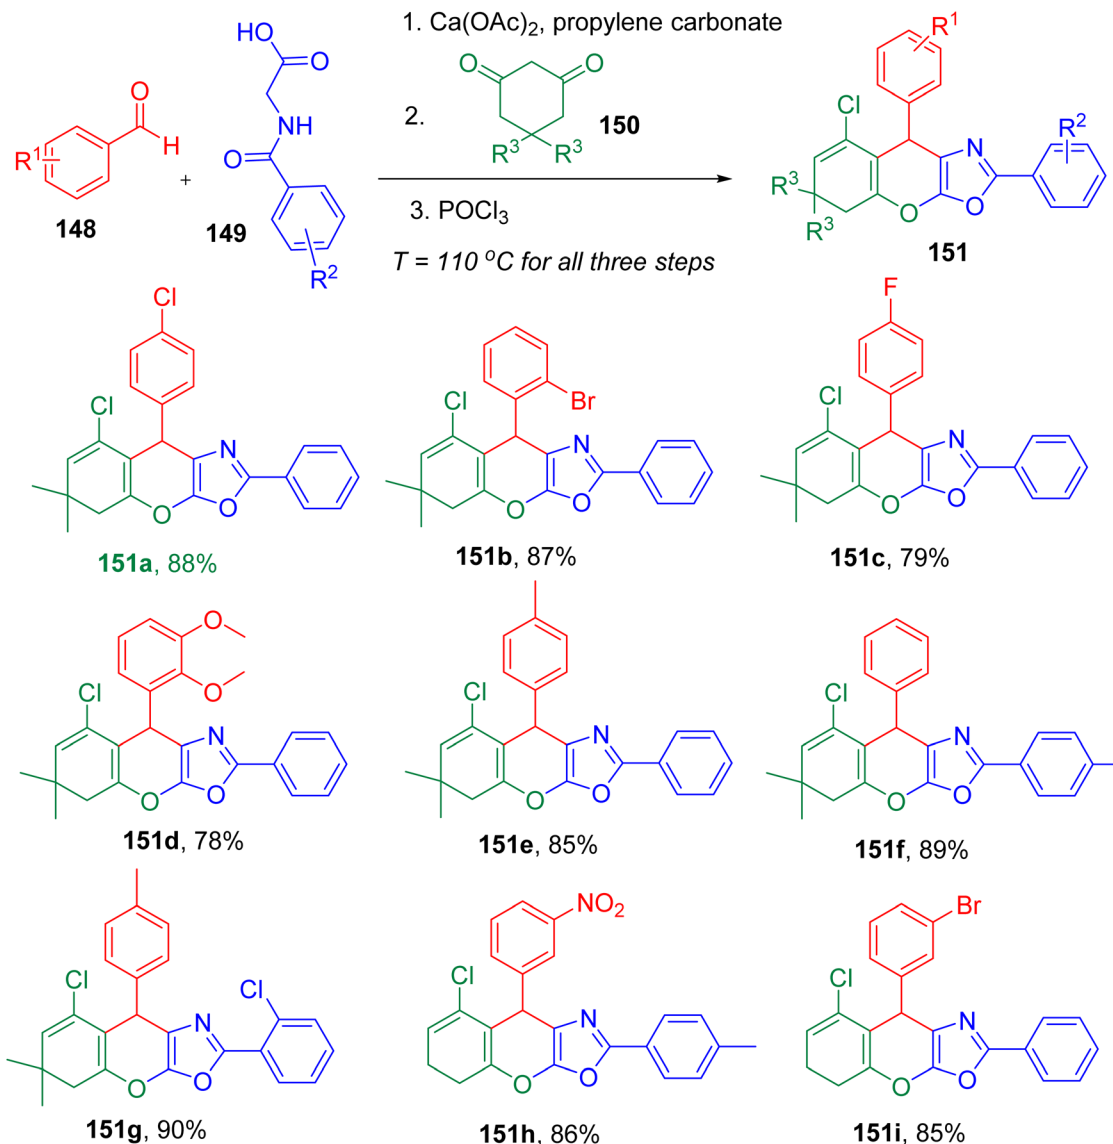 1. Ca(OAc)2, propylene carbonate
HO
O
O
O
R1
Cl
O
H
R1
NH
O
2.
R3
R3
150
N
R2
+
R3
R3
O
O
148
149
R2
3. POCl3
151
T = 110 oC for all three steps
Cl
Cl
N
O
O
151a, 88%
Br
Cl
N
O
O
151b, 87%
F
Cl
N
O
O
151c, 79%
O
O
Cl
N
O
O
151d, 78%
Cl
N
O
O
151e, 85%
Cl
N
O
O
151f, 89%
Cl
Cl
N
O
O
151g, 90%
NO2
Cl
N
O
O
151h, 86%
Br
Cl
N
O
O
151i, 85%